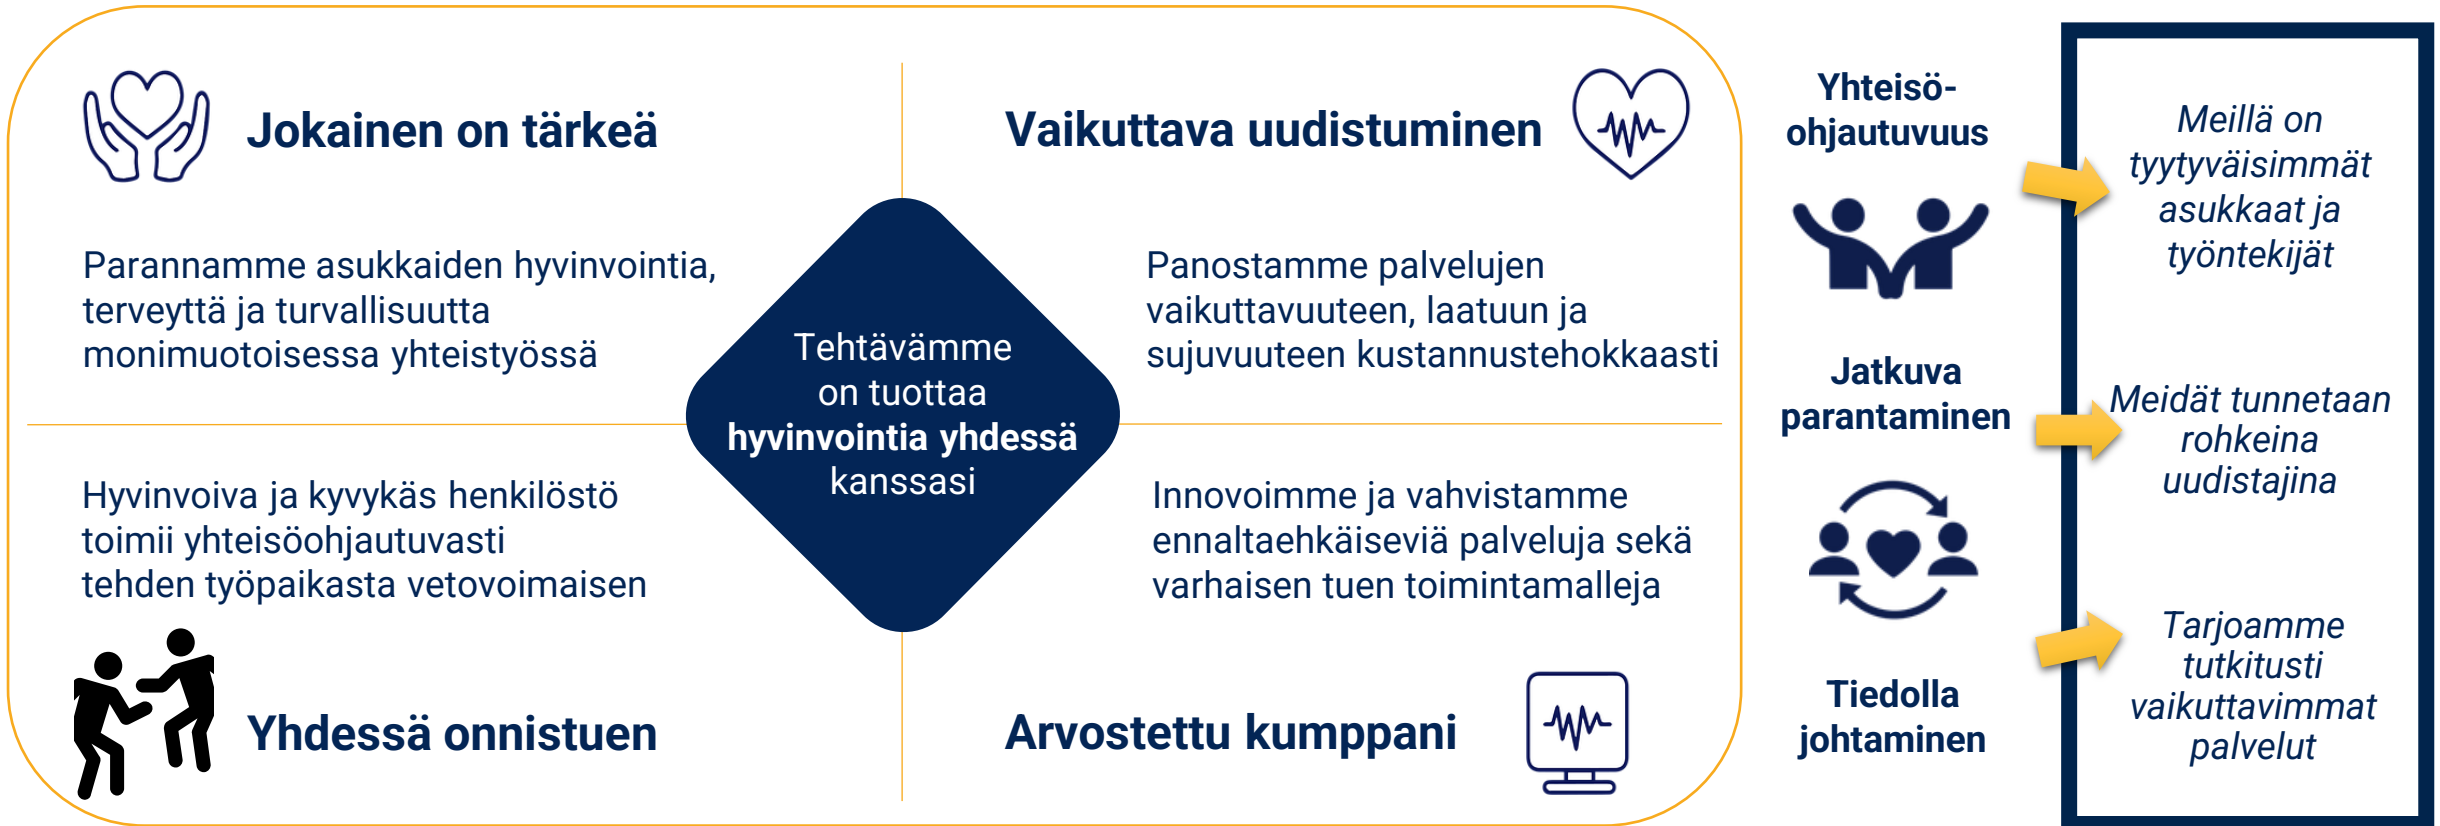 Jokainen on tärkeä
Parannamme asukkaiden hyvinvointia,
terveyttä ja turvallisuutta
monimuotoisessa yhteistyössä
Vaikuttava uudistuminen
Panostamme palvelujen
vaikuttavuuteen, laatuun ja
sujuvuuteen kustannustehokkaasti
Tehtävämme
on tuottaa
hyvinvointia yhdessä
kanssasi
Hyvinvoiva ja kyvykäs henkilöstö
toimii yhteisöohjautuvasti
tehden työpaikasta vetovoimaisen
Yhdessä onnistuen
Innovoimme ja vahvistamme
ennaltaehkäiseviä palveluja sekä
varhaisen tuen toimintamalleja
Arvostettu kumppani
Yhteisö-
ohjautuvuus
Jatkuva
parantaminen
Tiedolla
johtaminen
Meillä on
tyytyväisimmät
asukkaat ja
työntekijät
Meidät tunnetaan
rohkeina
uudistajina
Tarjoamme
tutkitusti
vaikuttavimmat
palvelut